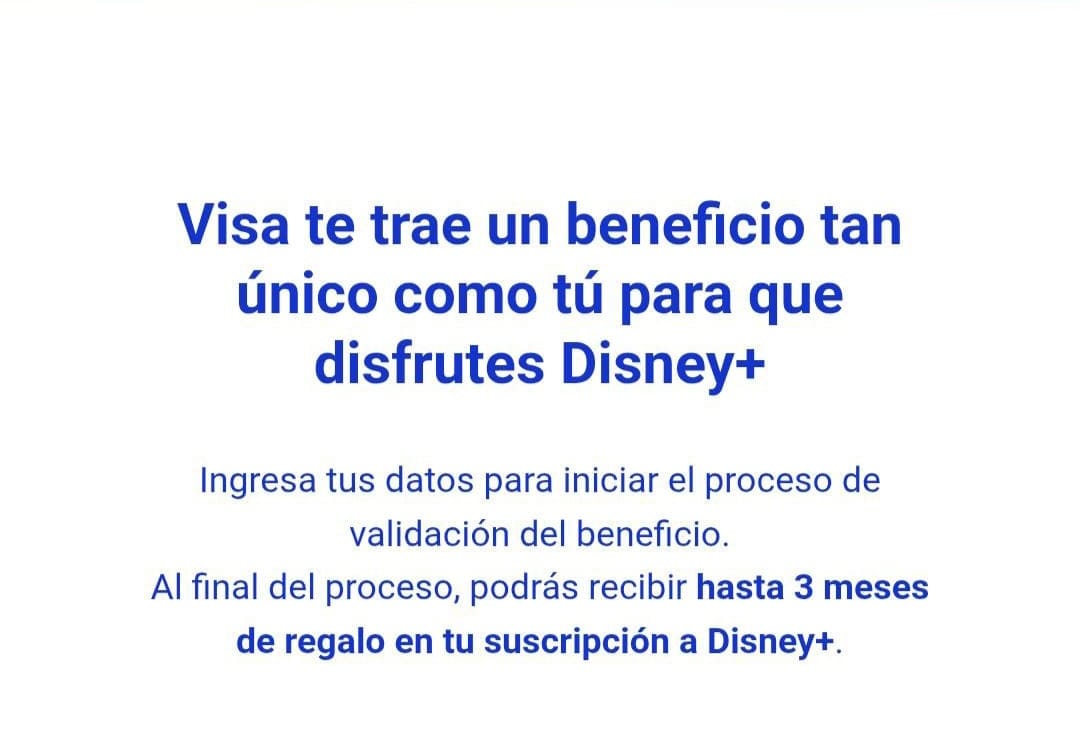 Visa te trae un beneficio tan
único como tú para que
disfrutes Disney+
Ingresa tus datos para iniciar el proceso de
validación del beneficio.
Al final del proceso, podrás recibir hasta 3 meses
de regalo en tu suscripción a Disney+.